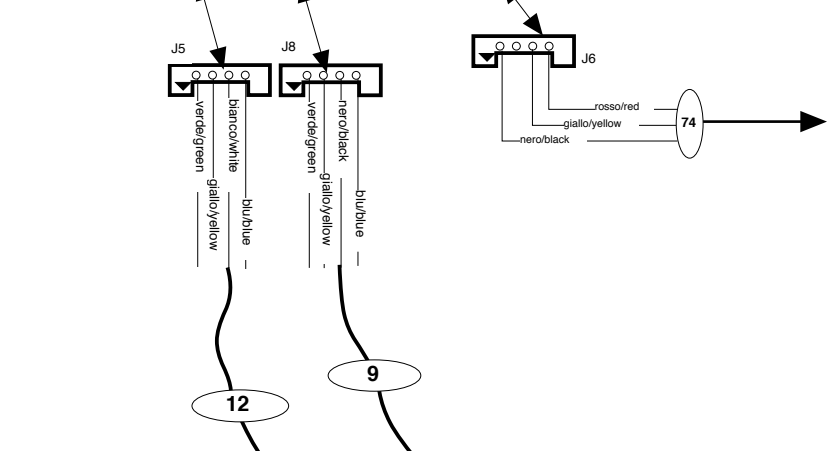 J5
J8
J6
verde/green
giallo/yellow
bianco/white
blu/blue
verde/green
giallo/yellow
nero/black
blu/blue
rosso/red
giallo/yellow
nero/black
74
9
12